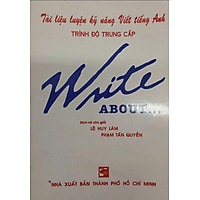 Tài liệu luyện kỹ năng Viết tiếng Anh
TRÌNH ĐỘ TRUNG CẤP
Write
ABOUT...
Dịch và chú giải
LÊ HUY LÂM
PHẠM TẤN QUYỀN
NHÀ XUẤT BẢN THÀNH PHỐ HỒ CHÍ MINH